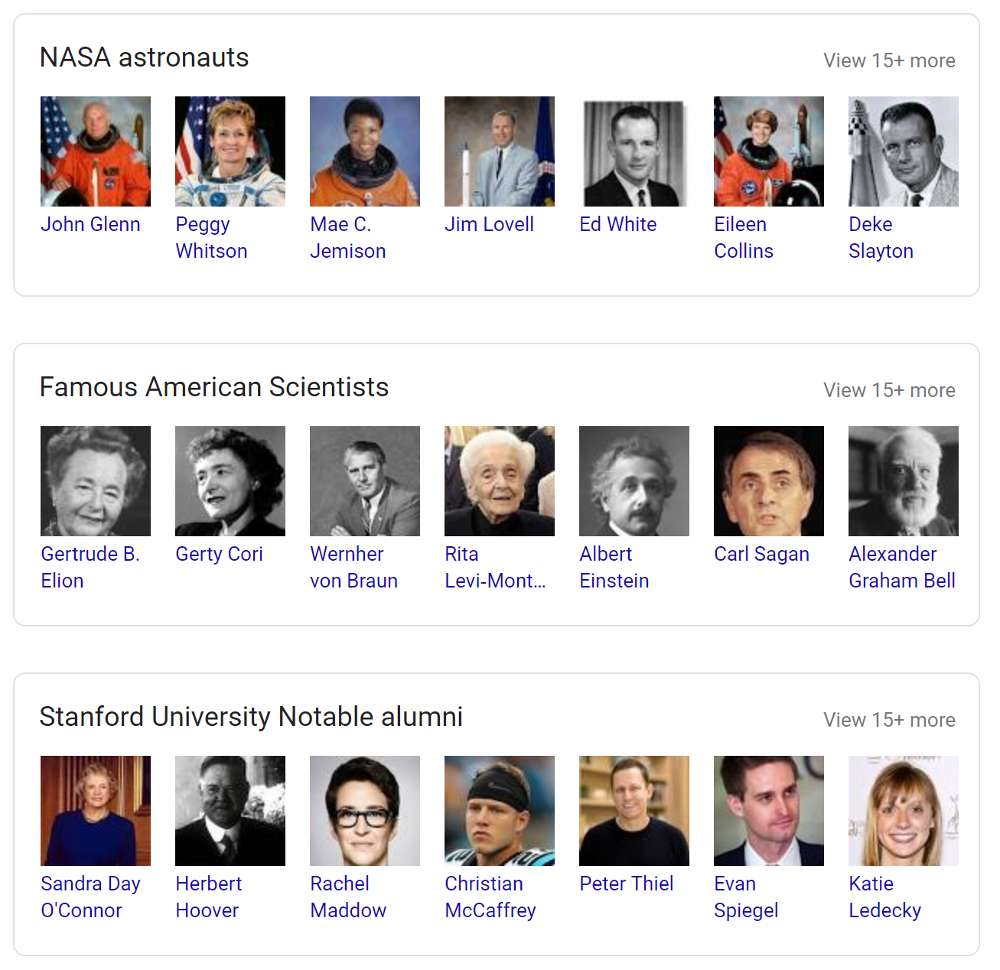 NASA astronauts
View 15+ more
John Glenn
Peggy
Whitson
Mae C.
Jemison
Jim Lovell
Ed White
Eileen
Collins
Deke
Slayton
Famous American Scientists
View 15+ more
Gertrude B.
Elion
Gerty Cori
Wernher
von Braun
Rita
Levi-Mont...
Albert
Einstein
Carl Sagan
Alexander
Graham Bell
Stanford University Notable alumni
View 15+ more
Sandra Day
O'Connor
Herbert
Hoover
Rachel
Maddow
Christian
McCaffrey
Peter Thiel
Evan
Spiegel
Katie
Ledecky